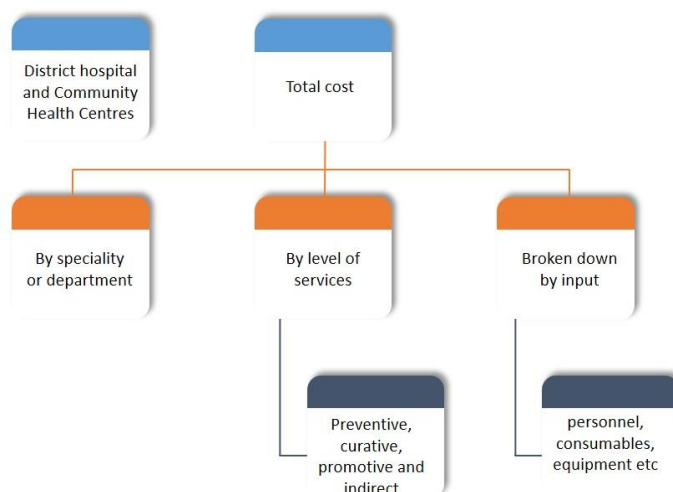 District hospital
and Community
Health Centres
Total cost
By speciality
or department
By level of
services
Broken down
by input
Preventive,
curative,
promotive and
indirect
personnel,
consumables,
equipment etc